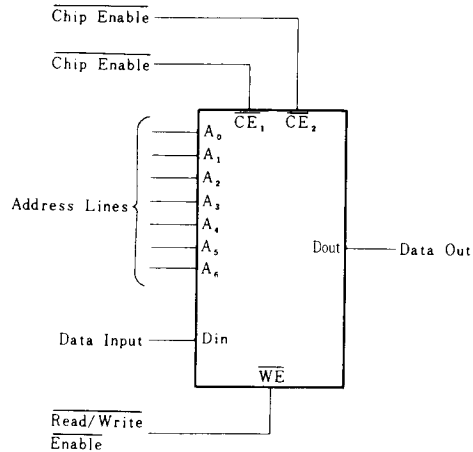 Chip Enable
Chip Enable
CE₁ CE₂
A₀
A₁
A₂
A₃
Address Lines
A₄
A₅
Dout Data Out
A₆
Data Input Din
WE
Read/Write
Enable